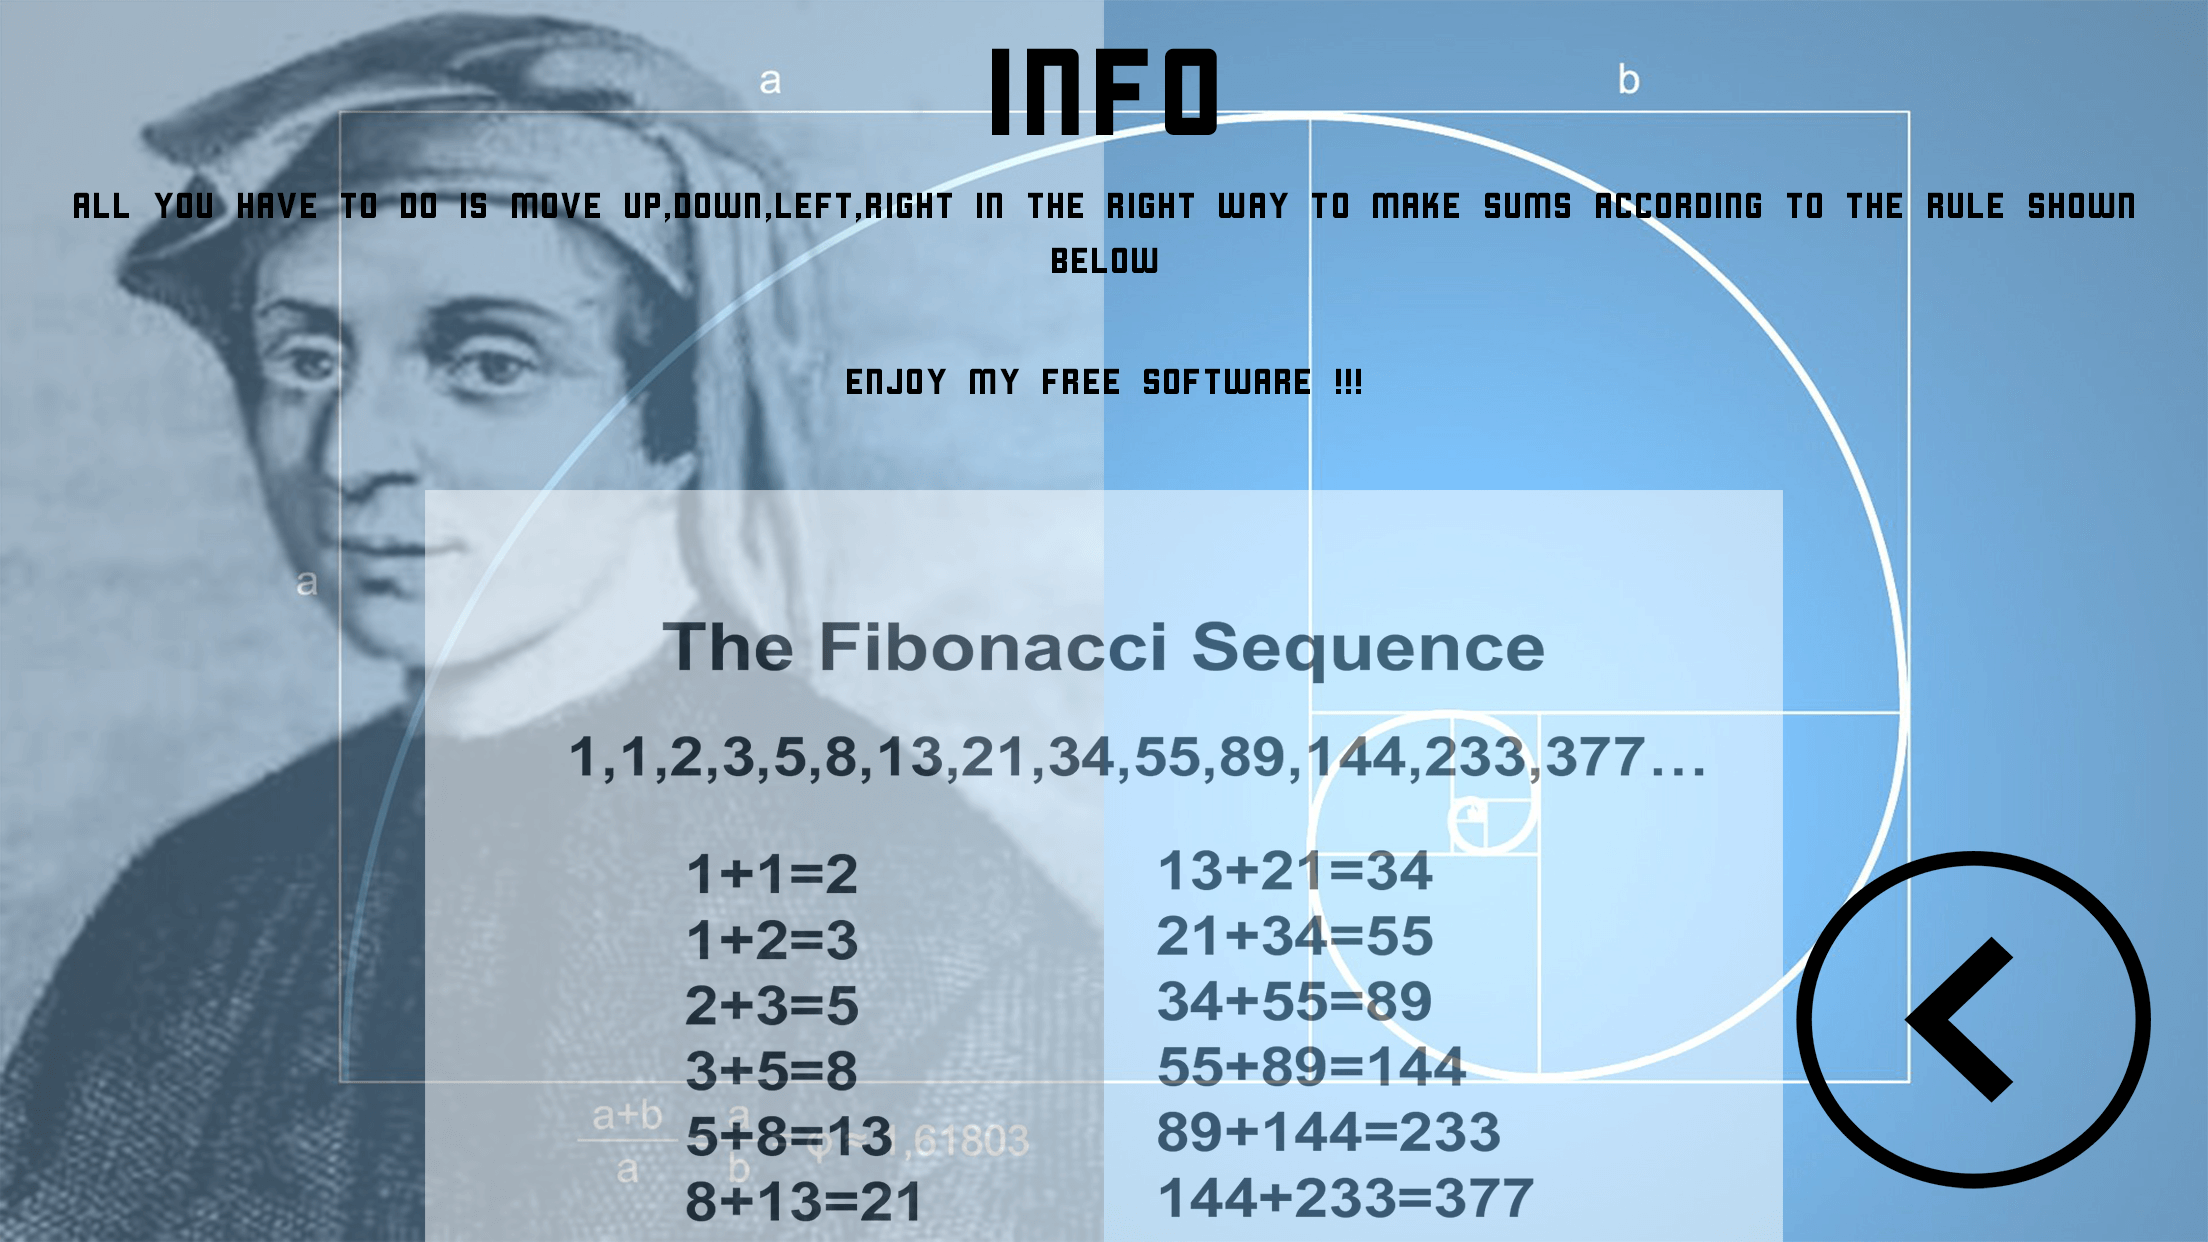 INFO
a
b
ALL YOU HAVE TO DO IS MOVE UP,DOWN,LEFT,RIGHT IN THE RIGHT WAY TO MAKE SUMS ACCORDING TO THE RULE SHOWN
BELOW
ENJOY MY FREE SOFTWARE !!!
a
The Fibonacci Sequence
1,1,2,3,5,8,13,21,34,55,89,144,233,377...
1+1=2
1+2=3
2+3=5
3+5=8
5+8=13
8+13=21
13+21=34
21+34=55
34+55=89
55+89=144
89+144=233
144+233=377
a+b
a
a
b
φ ≈ 1,61803